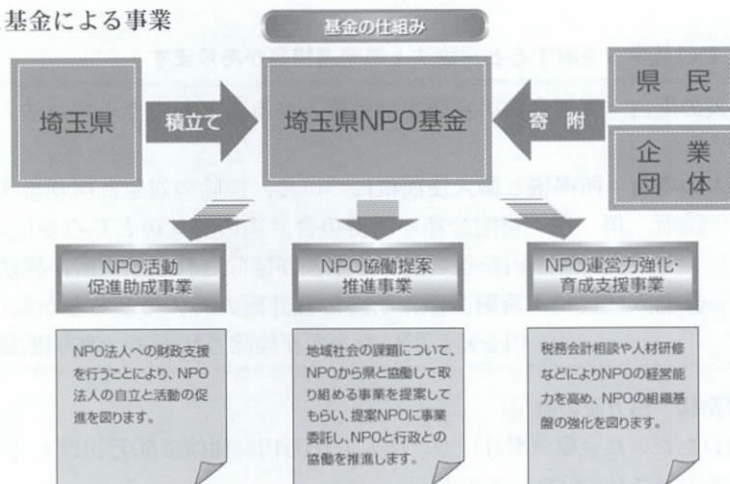 基金による事業
基金の仕組み
埼玉県
積立て
埼玉県NPO基金
寄 附
県 民
企 業
団 体
NPO活動
促進助成事業
NPO協働提案
推進事業
NPO運営力強化・
育成支援事業
NPO法人への財政支援
を行うことにより、NPO
法人の自立と活動の促
進を図ります。
地域社会の課題について、
NPOから県と協働して取
り組める事業を提案して
もらい、提案NPOに事業
委託し、NPOと行政との
協働を推進します。
税務会計相談や人材研修
などによりNPOの経営能
力を高め、NPOの組織基
盤の強化を図ります。